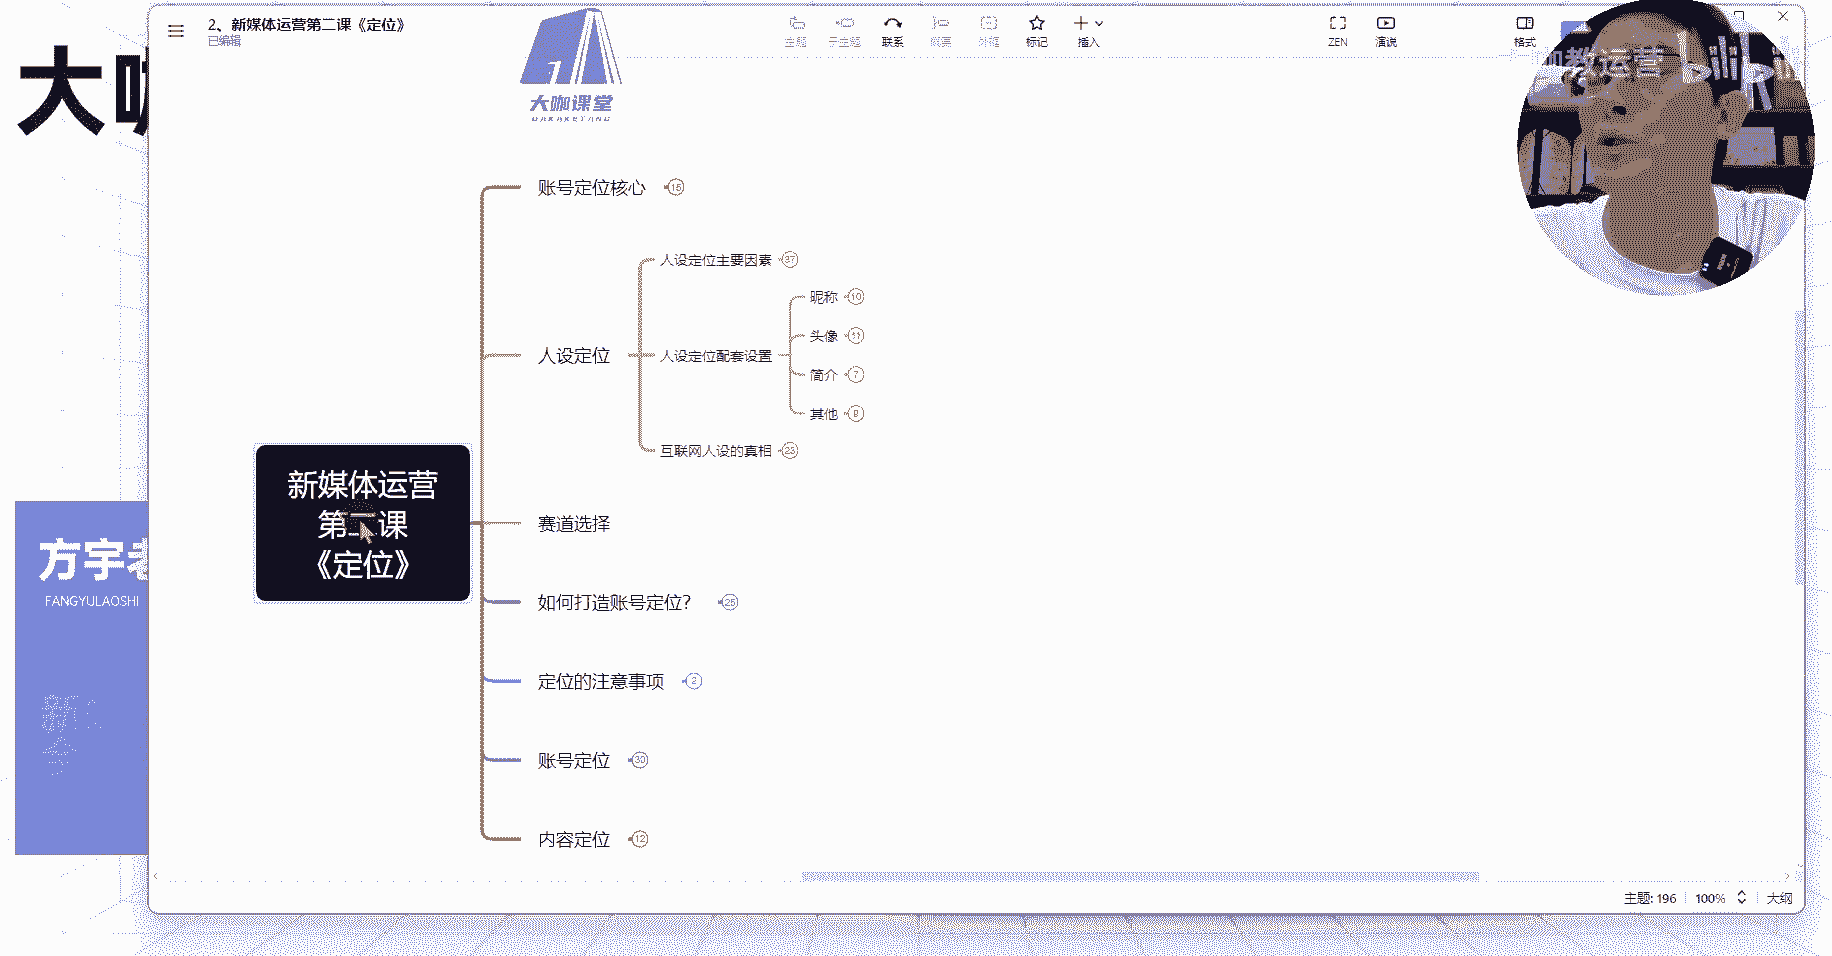 2、新媒体运营第二课《定位》
已编辑
主题
子主题
联系
概要
外框
标记
插入
ZEN
演说
格式
大咖课堂
DAKAKETANG
教运营
大咖
账号定位核心 15
人设定位主要因素 37
昵称 10
头像 11
人设定位
人设定位配套设置
简介 7
其他 9
互联网人设的真相 23
新媒体运营
第二课
《定位》
赛道选择
方宇老
FANGYULAOSHI
如何打造账号定位? 25
定位的注意事项 2
账号定位 30
内容定位 12
主题: 196
100%
大纲